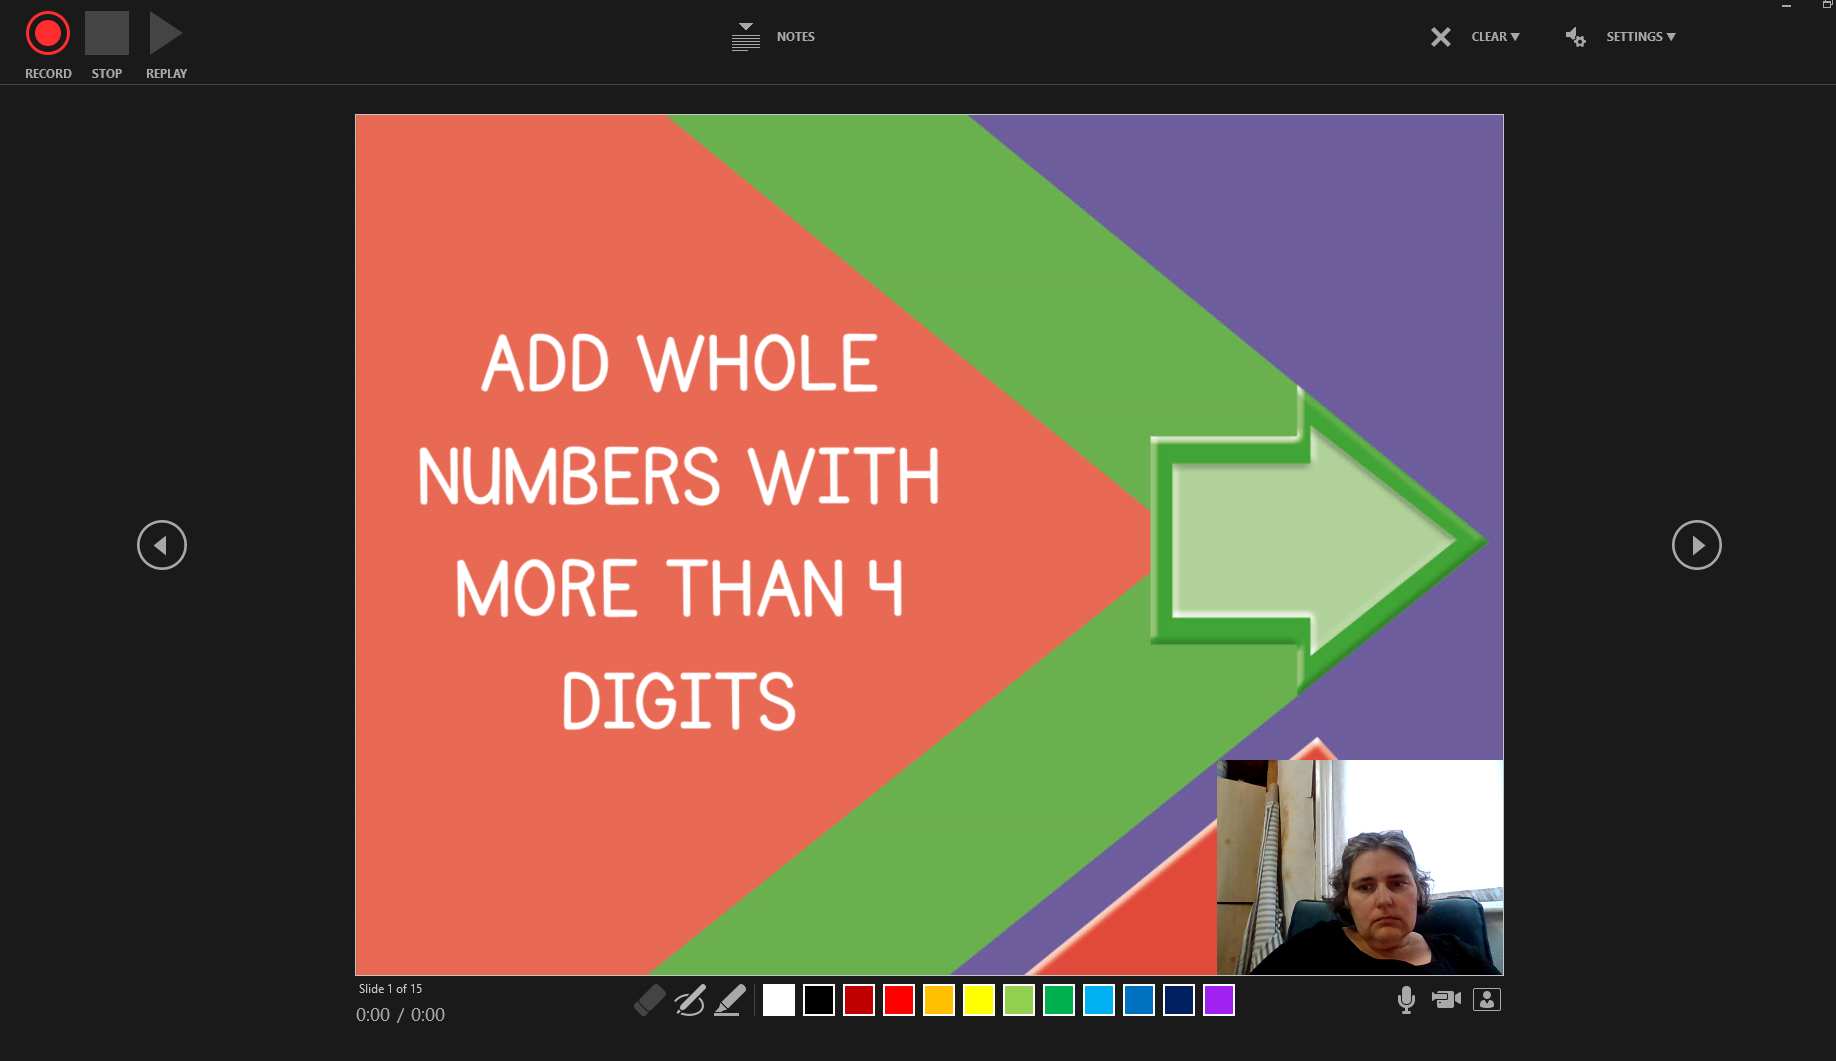 RECORD
STOP
REPLAY
NOTES
CLEAR
SETTINGS
ADD WHOLE
NUMBERS WITH
MORE THAN 4
DIGITS
Slide 1 of 15
0:00 / 0:00